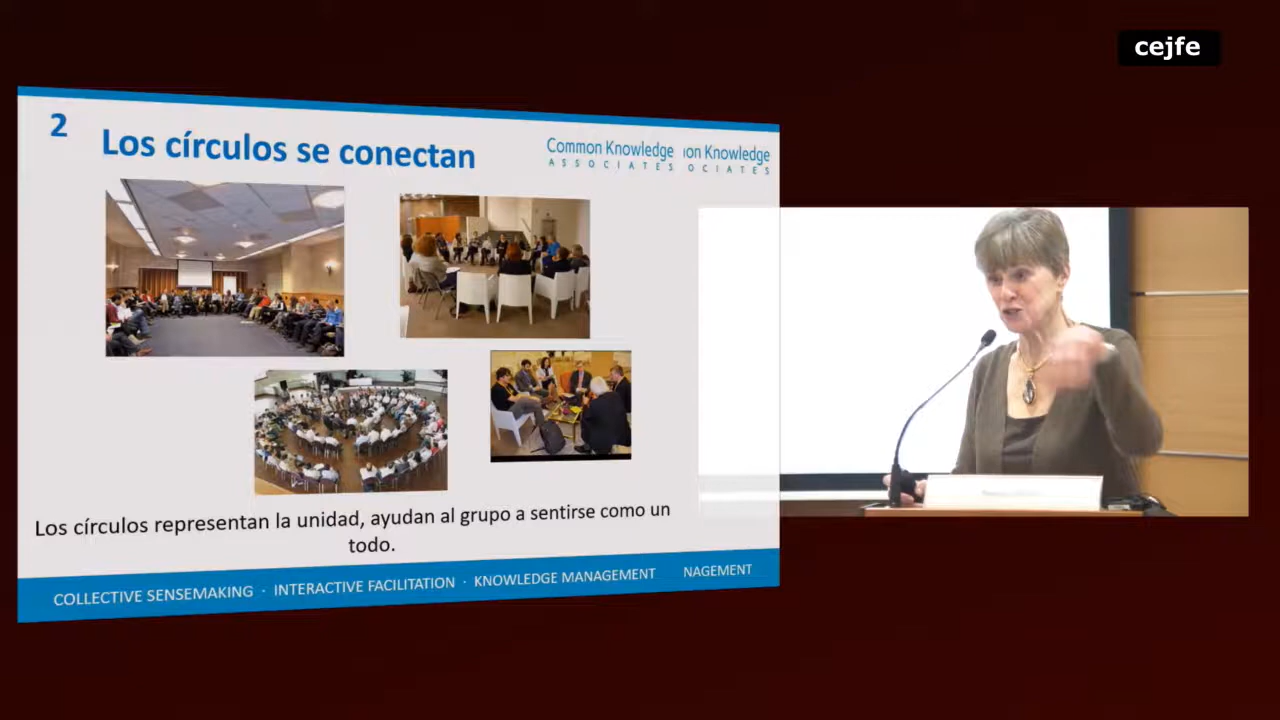 cejfe
2
Los círculos se conectan
Common Knowledge
ASSOCIATES
on Knowledge
OCIATES
Los círculos representan la unidad, ayudan al grupo a sentirse como un
todo.
COLLECTIVE SENSEMAKING · INTERACTIVE FACILITATION · KNOWLEDGE MANAGEMENT
NAGEMENT